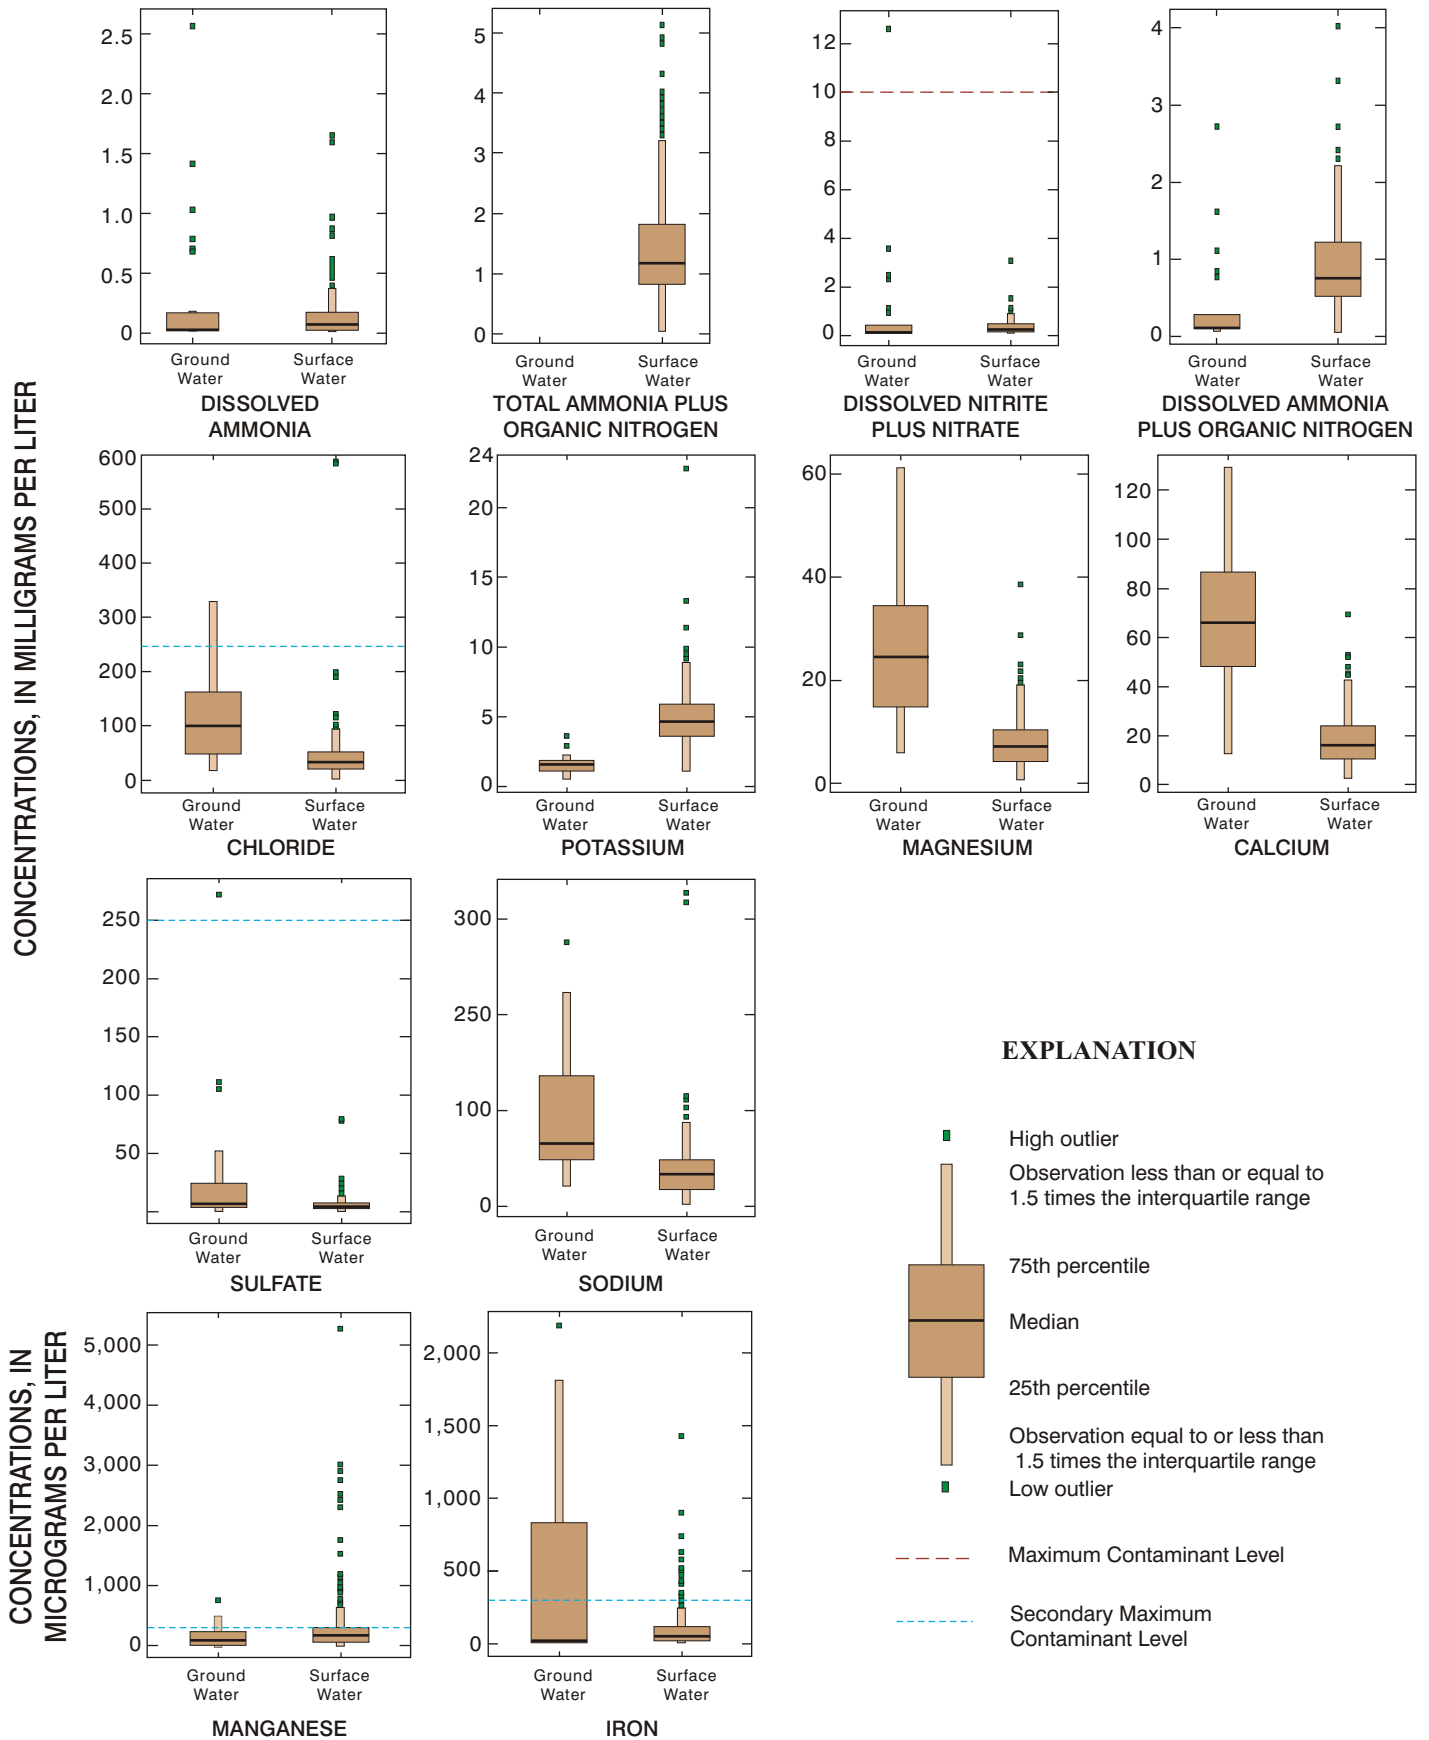 CONCENTRATIONS, IN MILLIGRAMS PER LITER
2.5
2.0
1.5
1.0
0.5
0
Ground
Water
Surface
Water
DISSOLVED
AMMONIA
5
4
3
2
1
0
Ground
Water
Surface
Water
TOTAL AMMONIA PLUS
ORGANIC NITROGEN
12
10
8
6
4
2
0
Ground
Water
Surface
Water
DISSOLVED NITRITE
PLUS NITRATE
4
3
2
1
0
Ground
Water
Surface
Water
DISSOLVED AMMONIA
PLUS ORGANIC NITROGEN
600
500
400
300
200
100
0
Ground
Water
Surface
Water
CHLORIDE
24
20
15
10
5
0
Ground
Water
Surface
Water
POTASSIUM
60
40
20
0
Ground
Water
Surface
Water
MAGNESIUM
120
100
80
60
40
20
0
Ground
Water
Surface
Water
CALCIUM
250
200
150
100
50
Ground
Water
Surface
Water
SULFATE
300
250
100
0
Ground
Water
Surface
Water
SODIUM
CONCENTRATIONS, IN
MICROGRAMS PER LITER
5,000
4,000
3,000
2,000
1,000
0
Ground
Water
Surface
Water
MANGANESE
2,000
1,500
1,000
500
0
Ground
Water
Surface
Water
IRON
EXPLANATION
High outlier
Observation less than or equal to
1.5 times the interquartile range
75th percentile
Median
25th percentile
Observation equal to or less than
1.5 times the interquartile range
Low outlier
Maximum Contaminant Level
Secondary Maximum
Contaminant Level